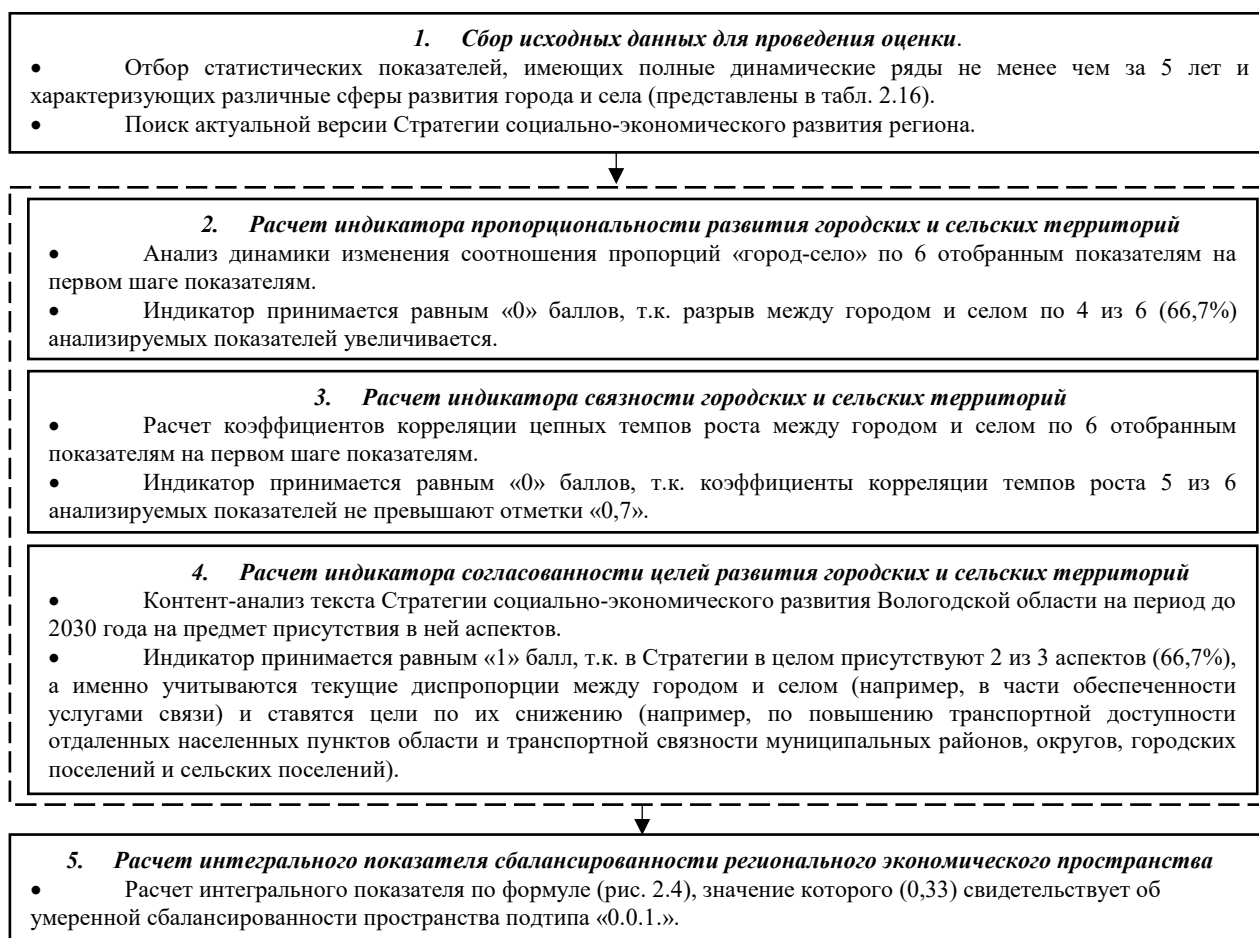 1. Сбор исходных данных для проведения оценки.
• Отбор статистических показателей, имеющих полные динамические ряды не менее чем за 5 лет и
характеризующих различные сферы развития города и села (представлены в табл. 2.16).
• Поиск актуальной версии Стратегии социально-экономического развития региона.
2. Расчет индикатора пропорциональности развития городских и сельских территорий
• Анализ динамики изменения соотношения пропорций «город-село» по 6 отобранным показателям на
первом шаге показателям.
• Индикатор принимается равным «0» баллов, т.к. разрыв между городом и селом по 4 из 6 (66,7%)
анализируемых показателей увеличивается.
3. Расчет индикатора связности городских и сельских территорий
• Расчет коэффициентов корреляции цепных темпов роста между городом и селом по 6 отобранным
показателям на первом шаге показателям.
• Индикатор принимается равным «0» баллов, т.к. коэффициенты корреляции темпов роста 5 из 6
анализируемых показателей не превышают отметки «0,7».
4. Расчет индикатора согласованности целей развития городских и сельских территорий
• Контент-анализ текста Стратегии социально-экономического развития Вологодской области на период до
2030 года на предмет присутствия в ней аспектов.
• Индикатор принимается равным «1» балл, т.к. в Стратегии в целом присутствуют 2 из 3 аспектов (66,7%),
а именно учитываются текущие диспропорции между городом и селом (например, в части обеспеченности
услугами связи) и ставятся цели по их снижению (например, по повышению транспортной доступности
отдаленных населенных пунктов области и транспортной связности муниципальных районов, округов, городских
поселений и сельских поселений).
5. Расчет интегрального показателя сбалансированности регионального экономического пространства
• Расчет интегрального показателя по формуле (рис. 2.4), значение которого (0,33) свидетельствует об
умеренной сбалансированности пространства подтипа «0.0.1.».